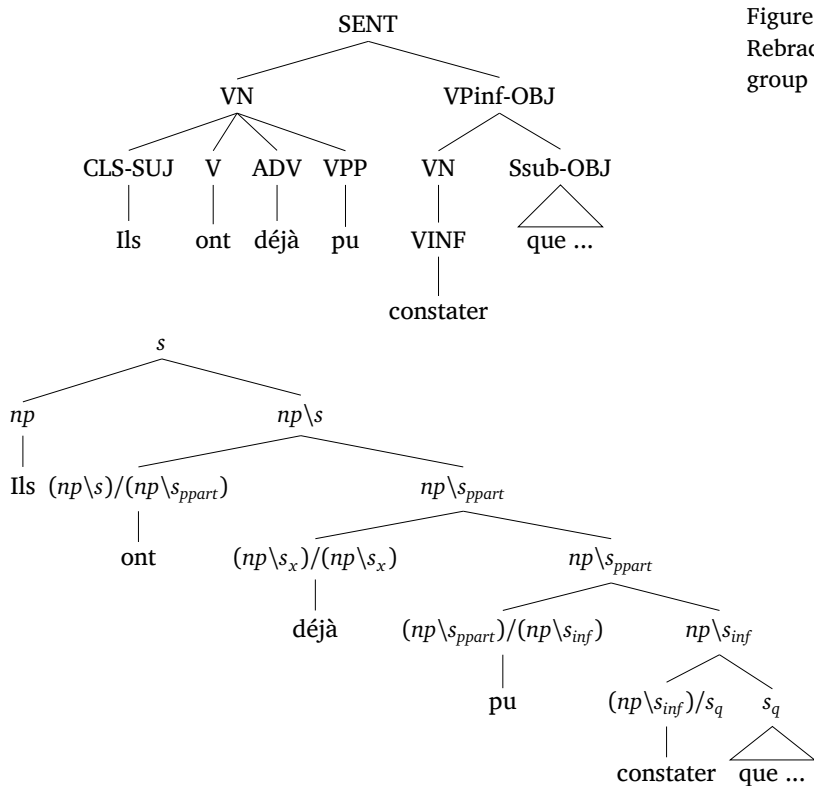 Figure
Rebrac
group
SENT
VN VPinf-OBJ
CLS-SUJ V ADV VPP VN Ssub-OBJ
Ils ont déjà pu VINF que ...
constater
s
np np\s
Ils (np\s)/(np\s_ppart) np\s_ppart
ont (np\s_x)/(np\s_x) np\s_ppart
déjà (np\s_ppart)/(np\s_inf) np\s_inf
pu (np\s_inf)/s_q s_q
constater que ...